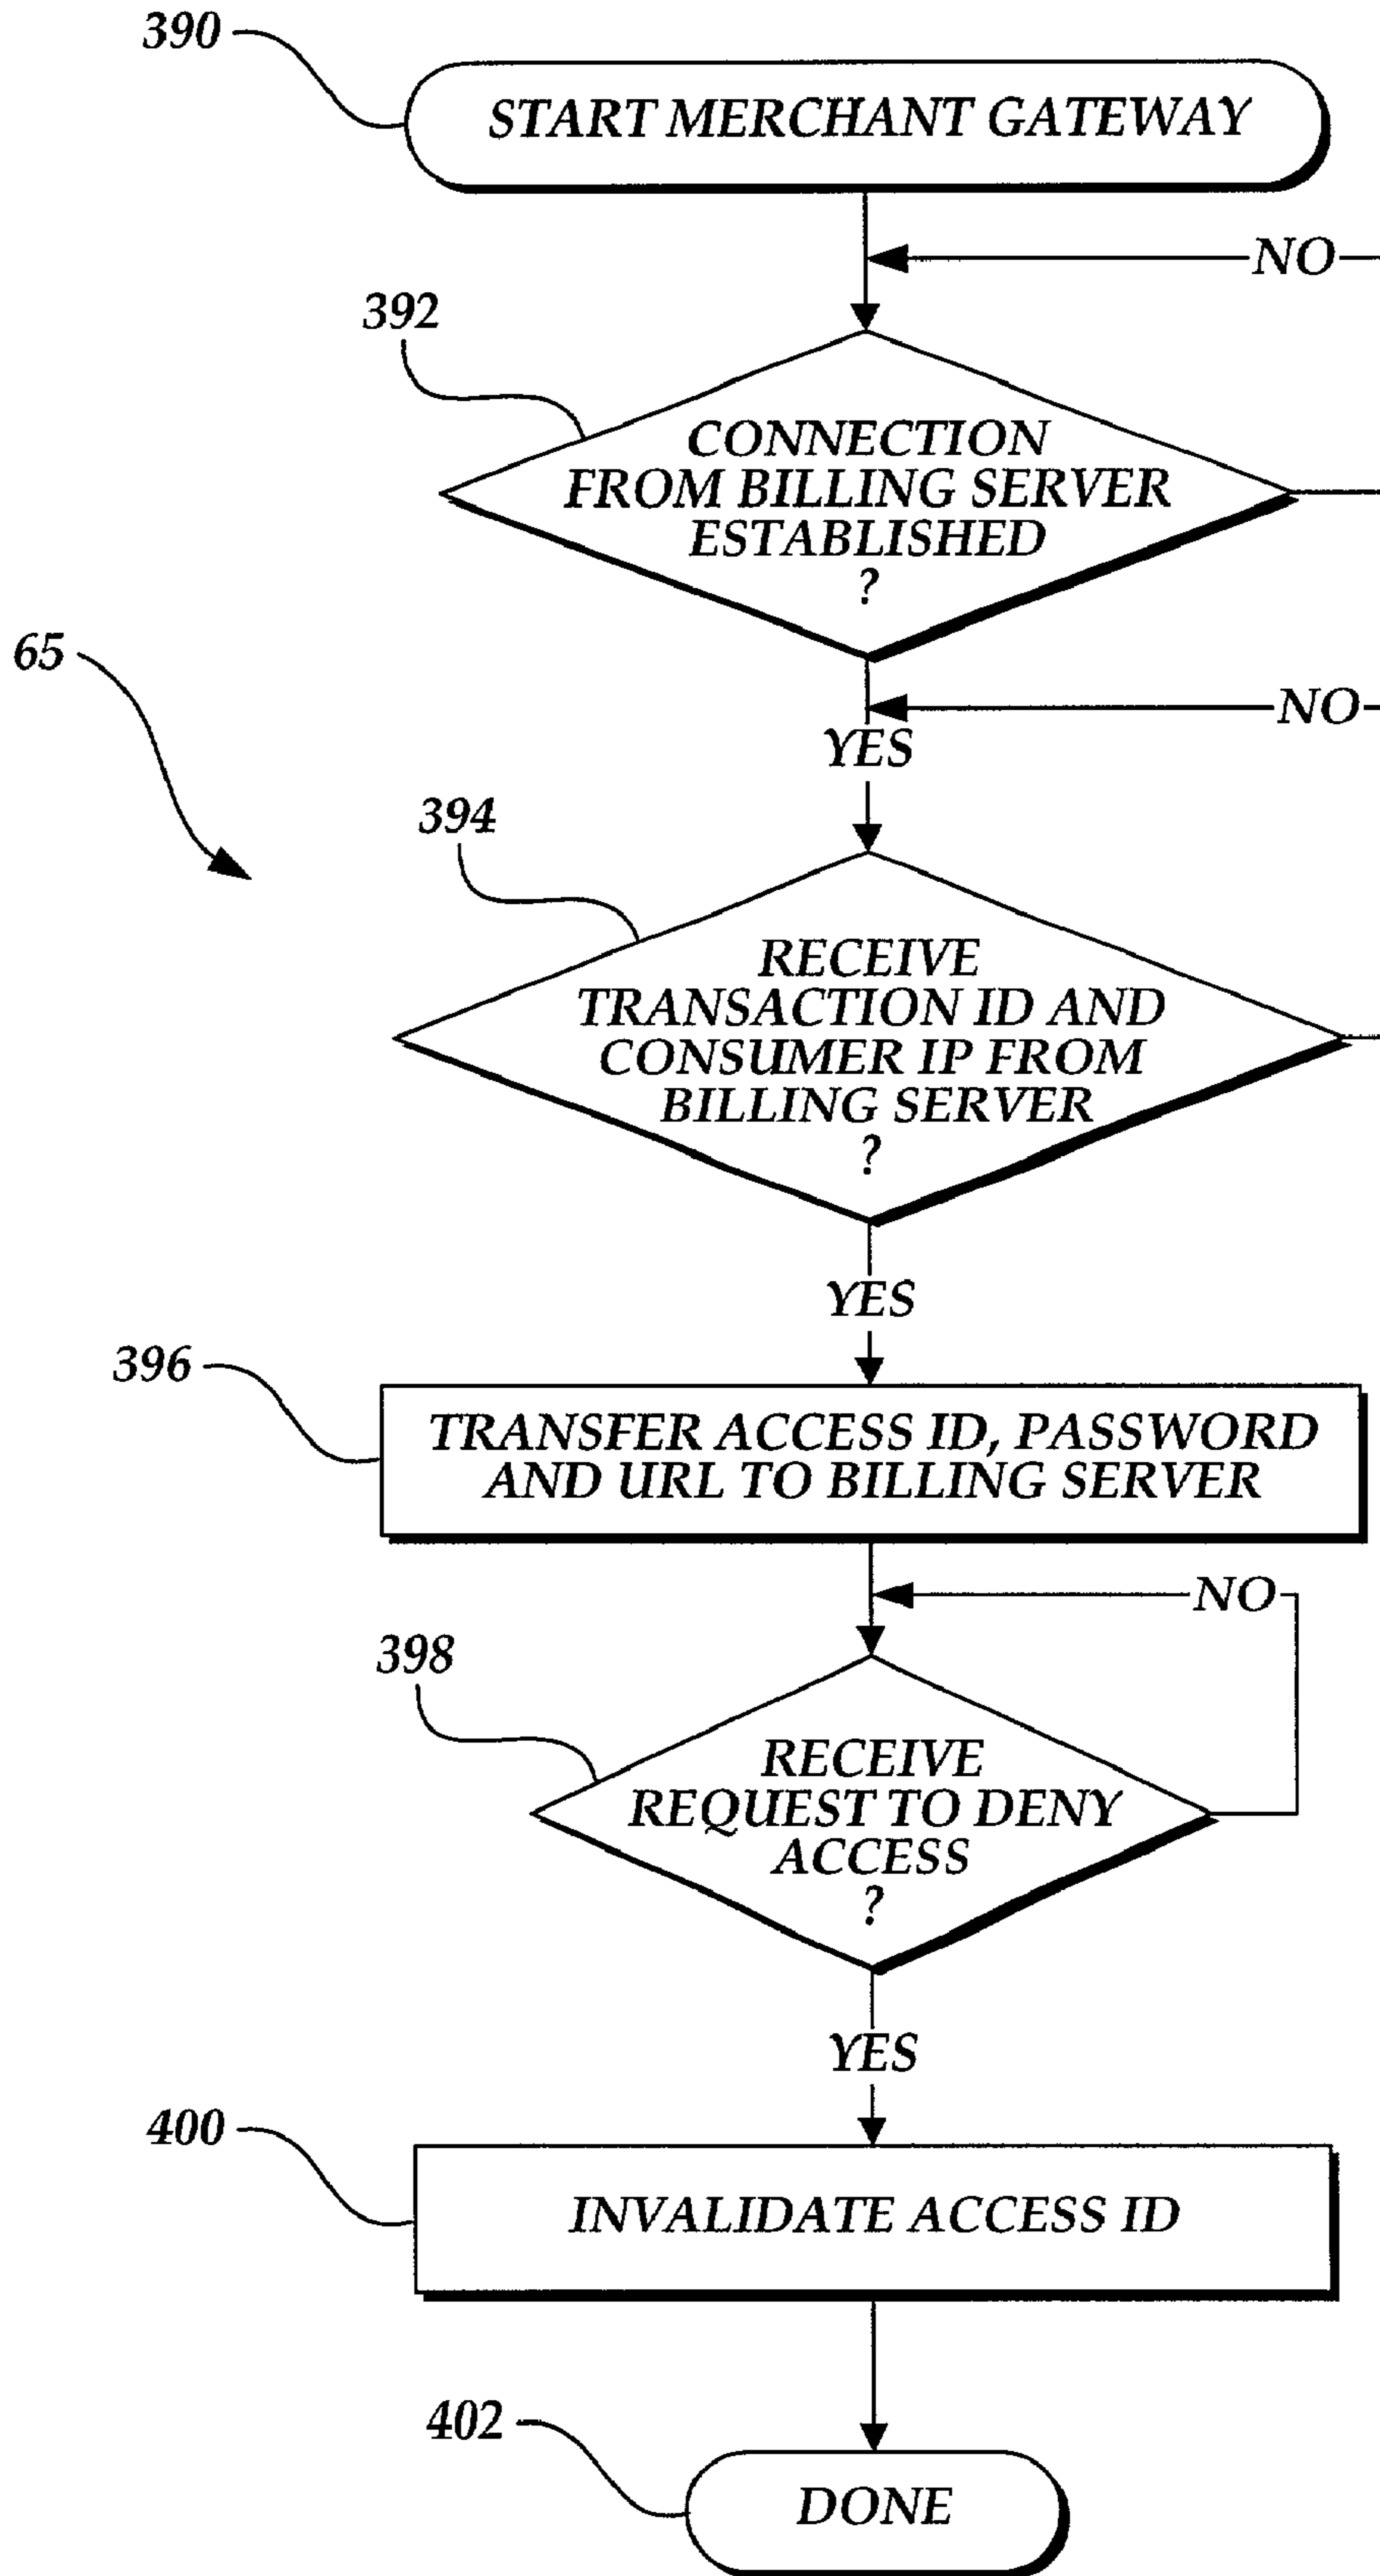 390
START MERCHANT GATEWAY
NO
392
CONNECTION
FROM BILLING SERVER
ESTABLISHED
?
65
NO
YES
394
RECEIVE
TRANSACTION ID AND
CONSUMER IP FROM
BILLING SERVER
?
YES
396
TRANSFER ACCESS ID, PASSWORD
AND URL TO BILLING SERVER
NO
398
RECEIVE
REQUEST TO DENY
ACCESS
?
YES
400
INVALIDATE ACCESS ID
402
DONE